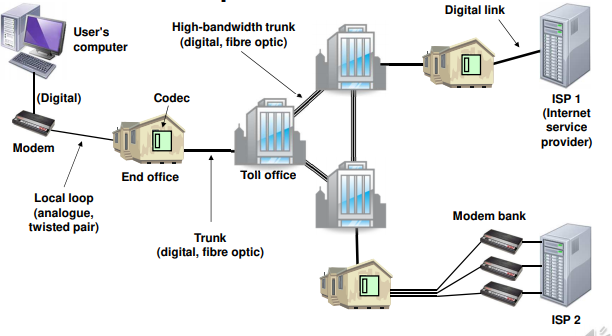 High-bandwidth trunk
(digital, fibre optic)
Digital link
User's
computer
(Digital)
Codec
Modem
End office
Toll office
ISP 1
(Internet
service
provider)
Local loop
(analogue,
twisted pair)
Trunk
(digital, fibre optic)
Modem bank
ISP 2